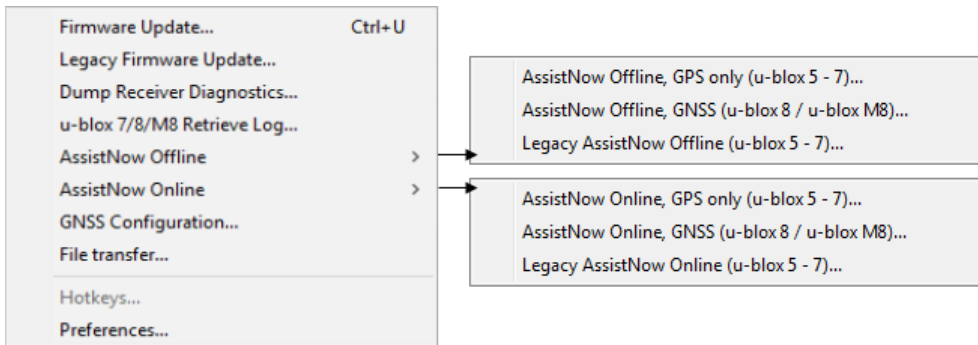 Firmware Update... Ctrl+U
Legacy Firmware Update...
Dump Receiver Diagnostics...
u-blox 7/8/M8 Retrieve Log...
AssistNow Offline
AssistNow Online
GNSS Configuration...
File transfer...
Hotkeys...
Preferences...
AssistNow Offline, GPS only (u-blox 5 - 7)...
AssistNow Offline, GNSS (u-blox 8 / u-blox M8)...
Legacy AssistNow Offline (u-blox 5 - 7)...
AssistNow Online, GPS only (u-blox 5 - 7)...
AssistNow Online, GNSS (u-blox 8 / u-blox M8)...
Legacy AssistNow Online (u-blox 5 - 7)...